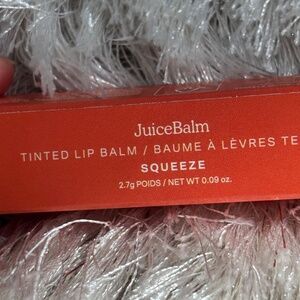 JuiceBalm
TINTED LIP BALM / BAUME À LÈVRES TE
SQUEEZE
2.7g POIDS / NET WT 0.09 oz.